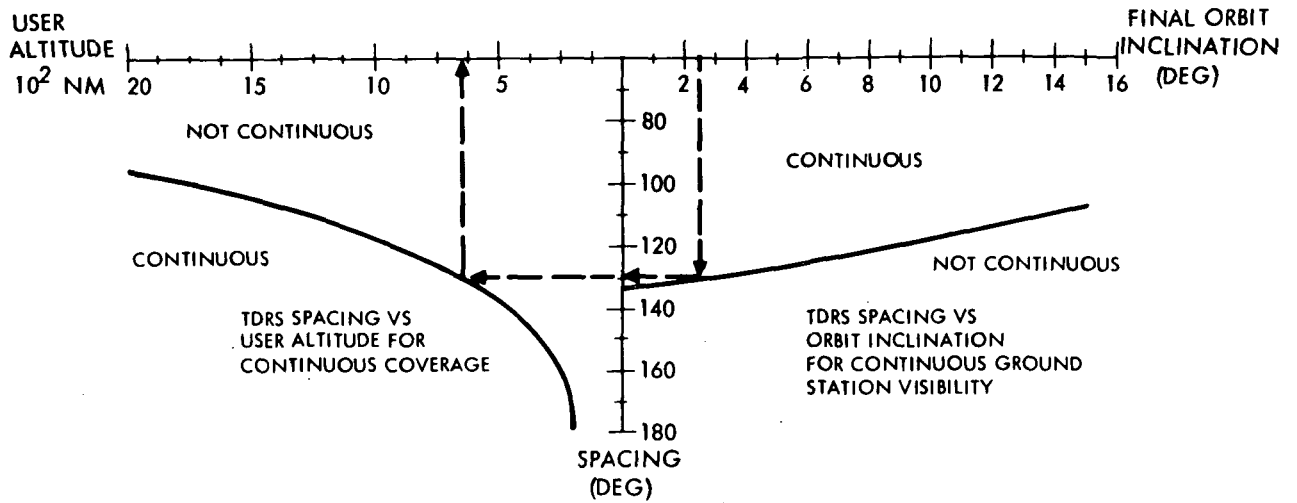 USER
ALTITUDE
10² NM
FINAL ORBIT
INCLINATION
(DEG)
20 15 10 5 2 4 6 8 10 12 14 16
80
100
120
140
160
180
NOT CONTINUOUS
CONTINUOUS
CONTINUOUS
NOT CONTINUOUS
TDRS SPACING VS
USER ALTITUDE FOR
CONTINUOUS COVERAGE
TDRS SPACING VS
ORBIT INCLINATION
FOR CONTINUOUS GROUND
STATION VISIBILITY
SPACING
(DEG)